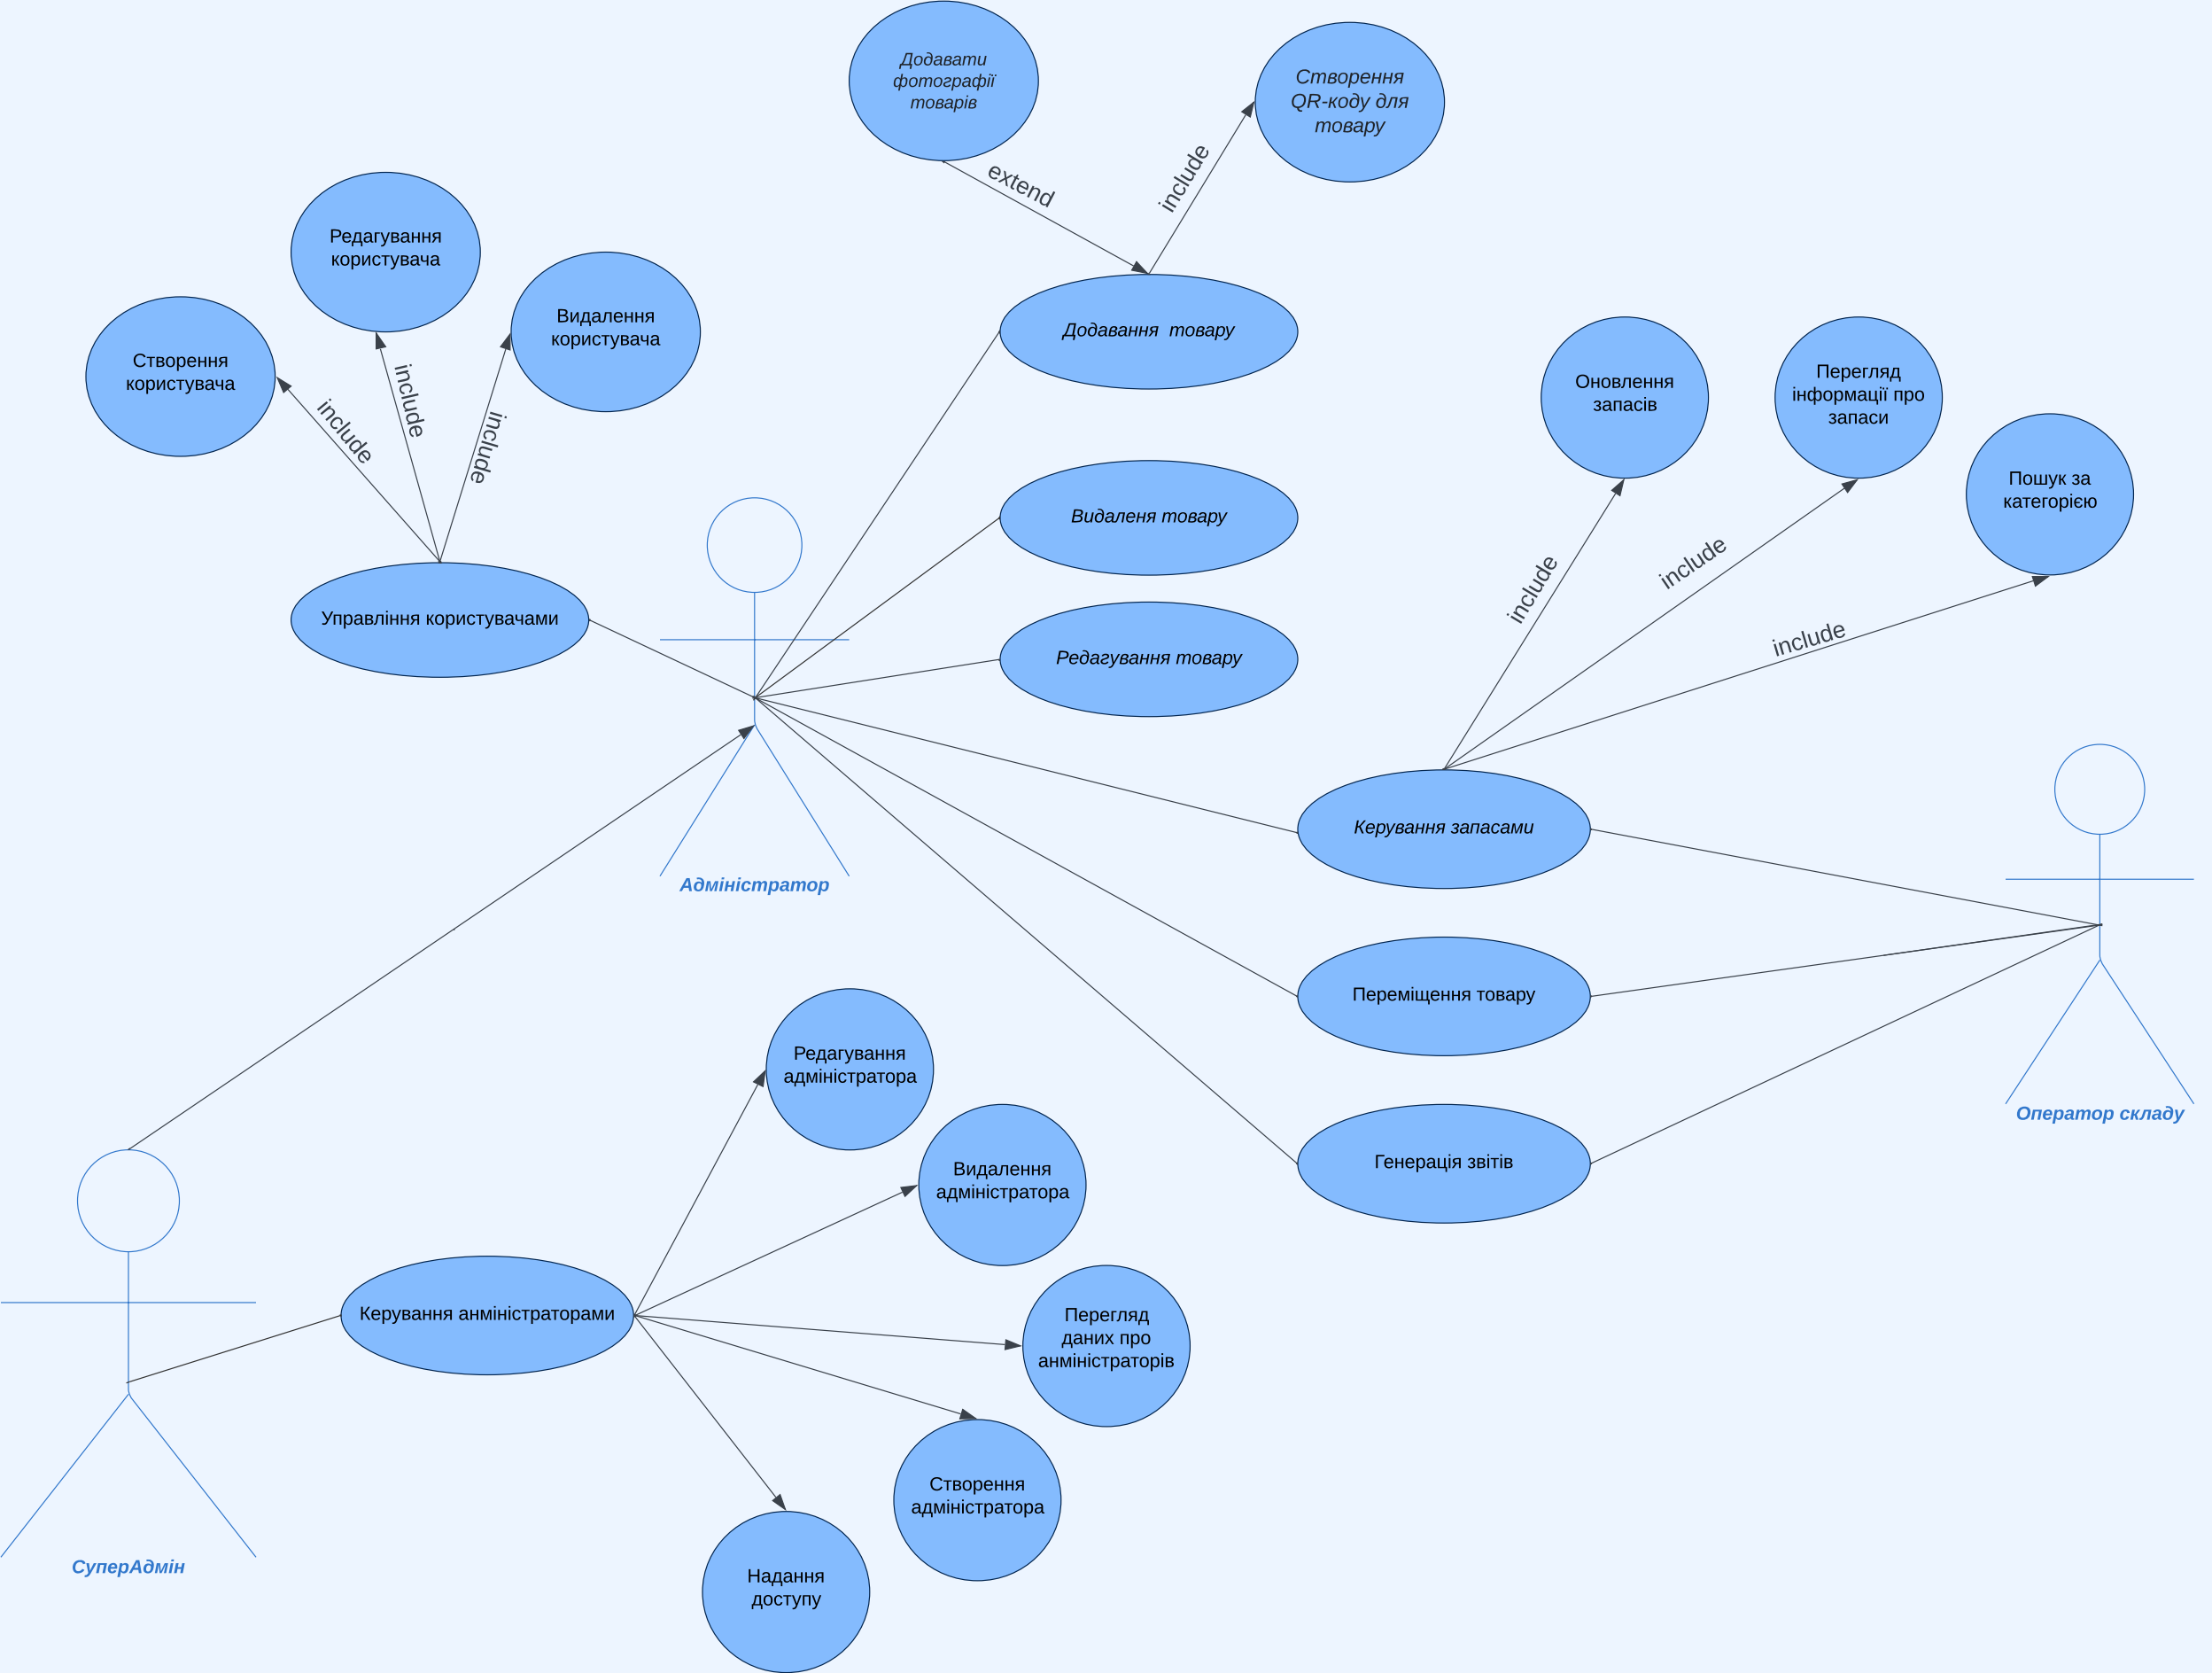 Додавати
фотографії
товарів
Створення
QR-коду для
товару
extend
include
Редагування
користувача
Видалення
користувача
Створення
користувача
include
include
include
Управління користувачами
Додавання  товару
Видаленя товару
Редагування товару
Оновлення
запасів
Перегляд
інформації про
запаси
Пошук за
категорією
include
include
include
Керування запасами
Адміністратор
Переміщення товару
Генерація звітів
Оператор складу
Редагування
адміністратора
Видалення
адміністратора
Керування анміністраторами
Перегляд
даних про
анміністраторів
Створення
адміністратора
Надання
доступу
СуперАдмін